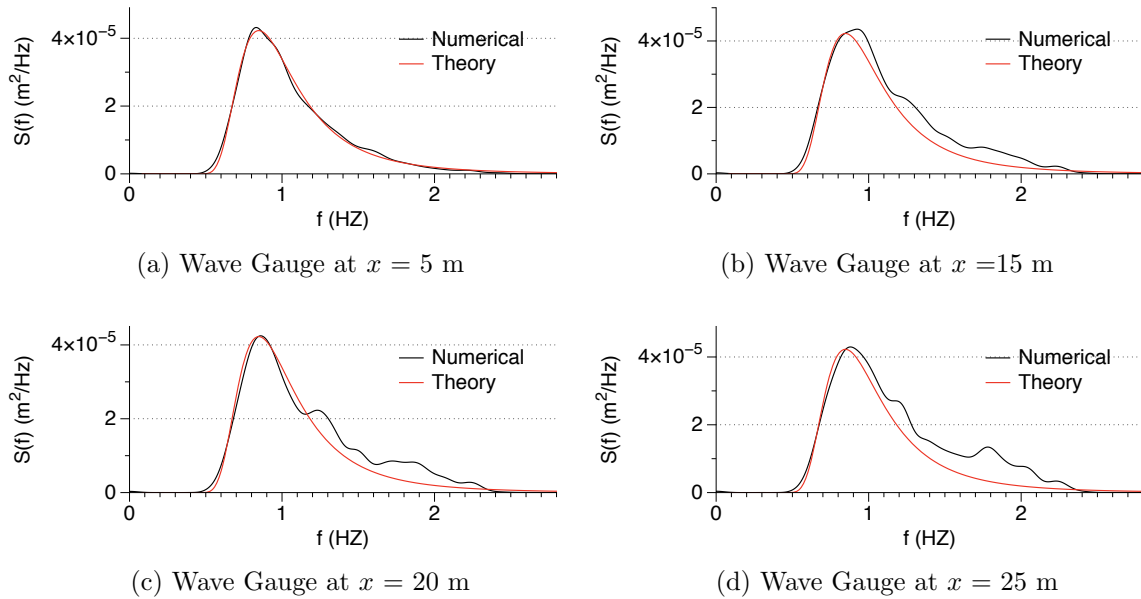 S(f) (m²/Hz)
4×10⁻⁵
2
0
0
1
2
f (HZ)
Numerical
Theory
(a) Wave Gauge at x = 5 m
S(f) (m²/Hz)
4×10⁻⁵
2
0
0
1
2
f (HZ)
Numerical
Theory
(b) Wave Gauge at x =15 m
S(f) (m²/Hz)
4×10⁻⁵
2
0
0
1
2
f (HZ)
Numerical
Theory
(c) Wave Gauge at x = 20 m
S(f) (m²/Hz)
4×10⁻⁵
2
0
0
1
2
f (HZ)
Numerical
Theory
(d) Wave Gauge at x = 25 m